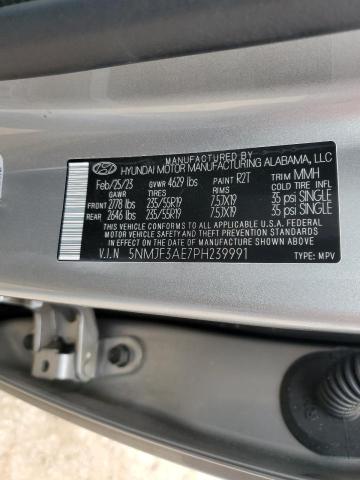 MANUFACTURED BY
HYUNDAI MOTOR MANUFACTURING ALABAMA, LLC
Feb/25/23 GVWR 4629 lbs PAINT R2T TRIM MMH
GAWR TIRES RIMS COLD TIRE INFL
FRONT 2778 lbs 235/55R19 7.5JX19 35 psi SINGLE
REAR 2646 lbs 235/55R19 7.5JX19 35 psi SINGLE
THIS VEHICLE CONFORMS TO ALL APPLICABLE U.S. FEDERAL
MOTOR VEHICLE SAFETY, BUMPER, AND THEFT PREVENTION
STANDARDS IN EFFECT ON THE DATE OF MANUFACTURE SHOWN ABOVE.
V.I.N 5NMJF3AE7PH239991 TYPE: MPV